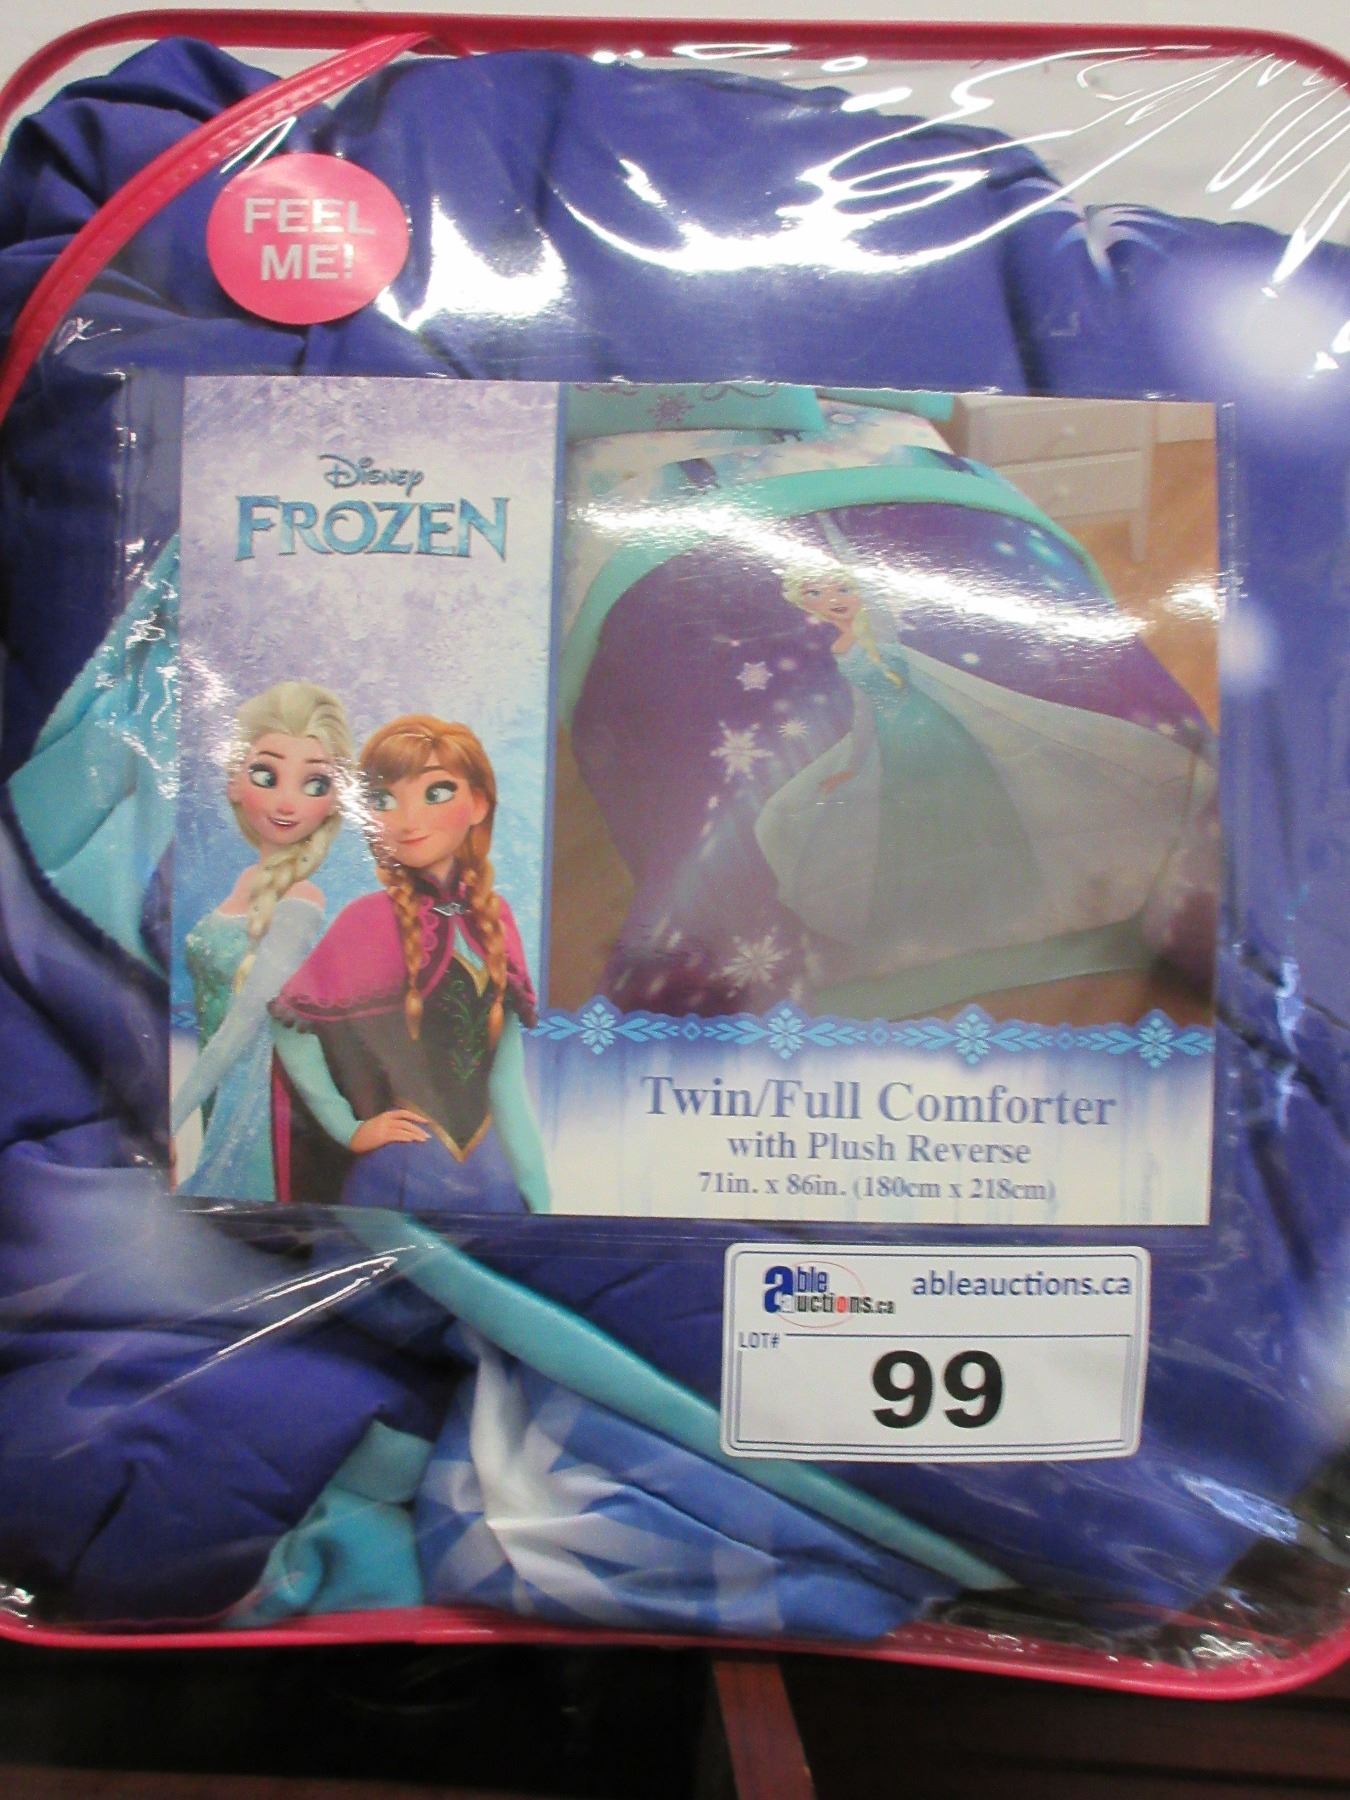 FEEL
ME!
Disney
FROZEN
Twin/Full Comforter
with Plush Reverse
71in. x 86in. (180cm x 218cm)
able
auctions.ca
ableauctions.ca
LOT#
99